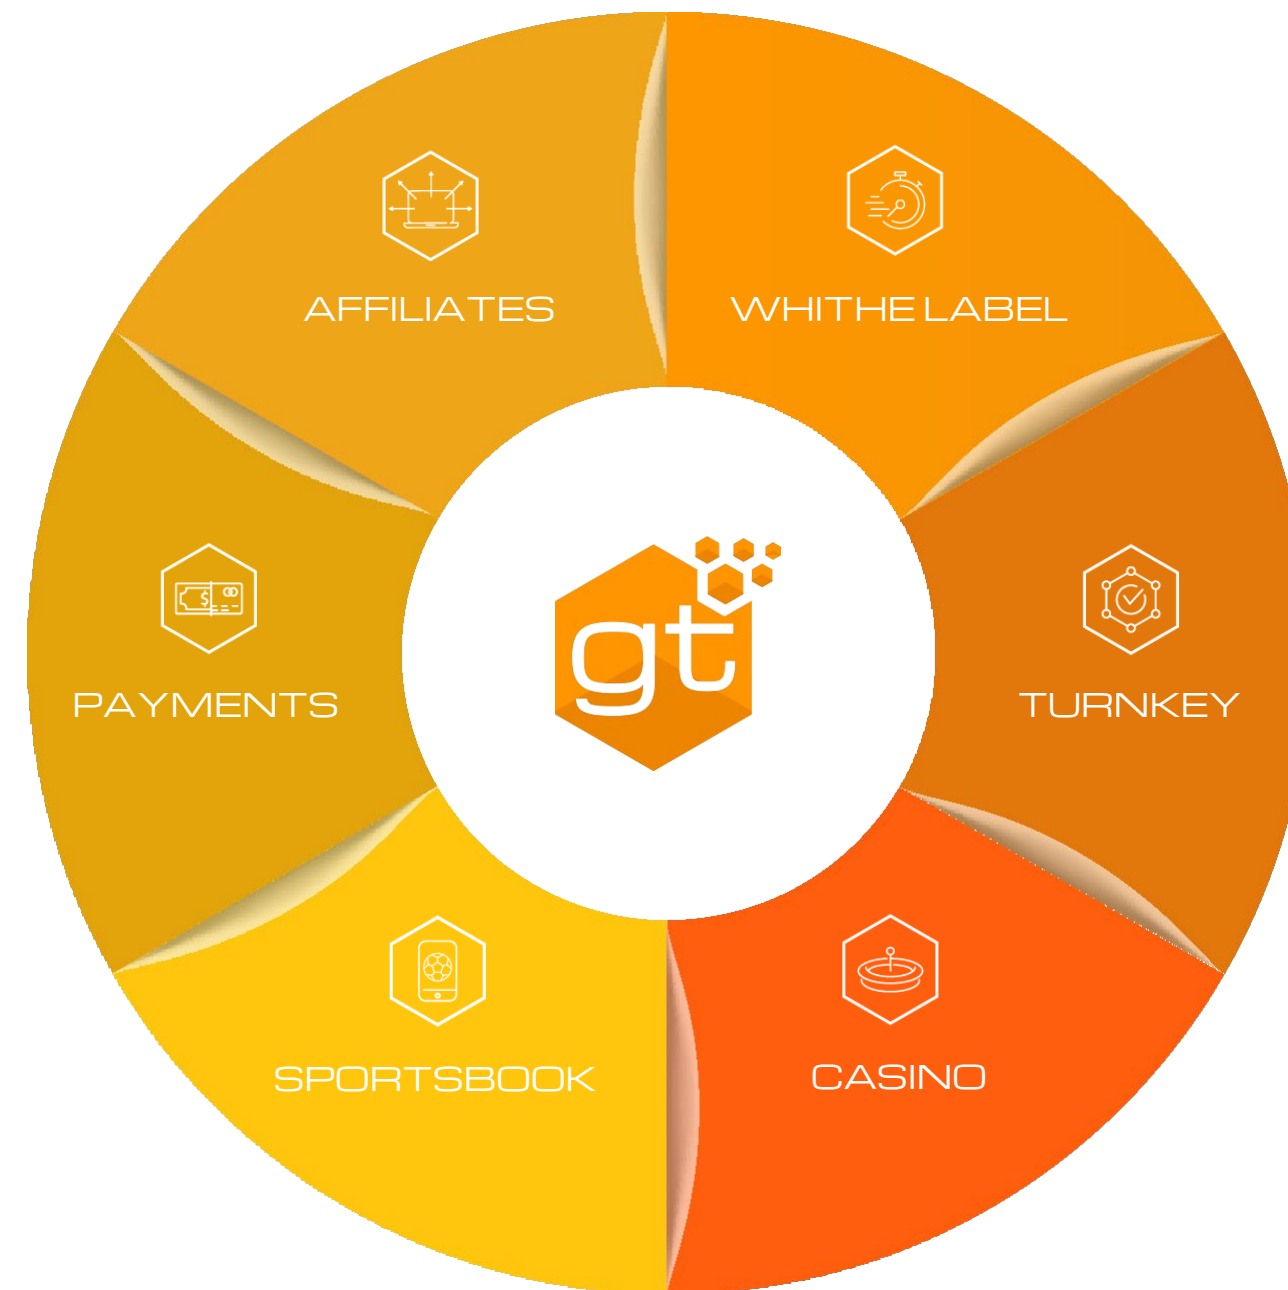 AFFILIATES
WHITHE LABEL
$
gt
PAYMENTS
TURNKEY
SPORTSBOOK
CASINO